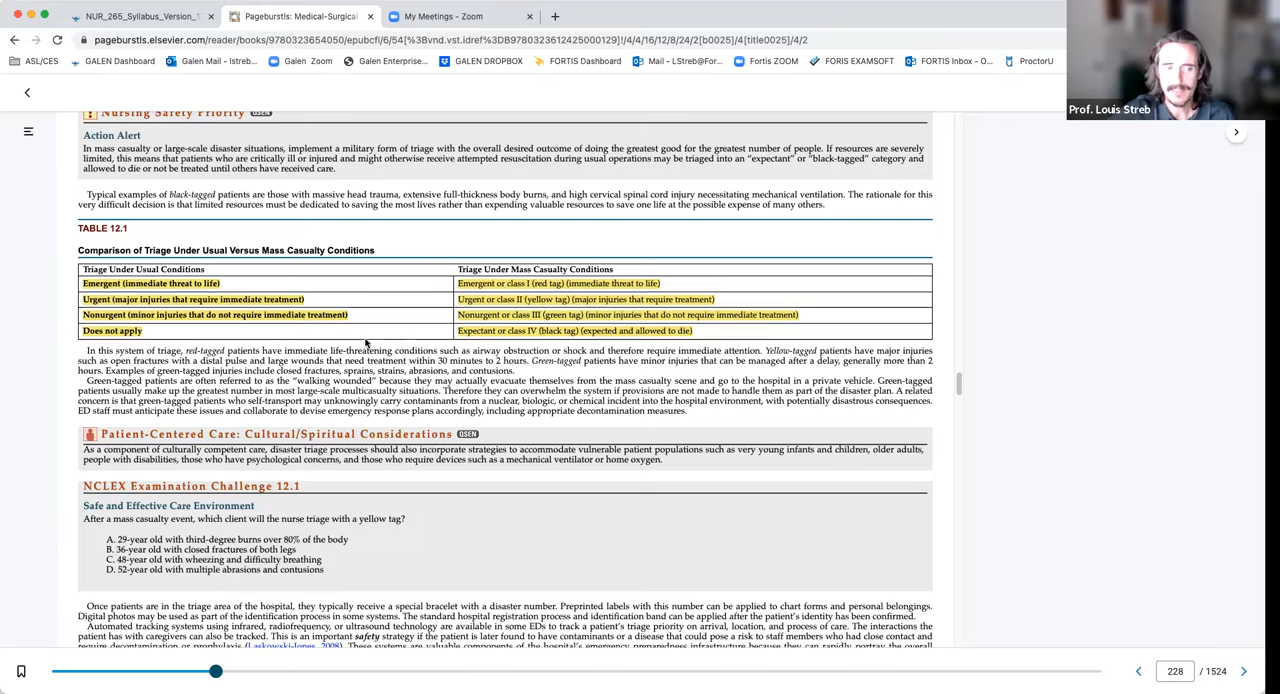 NUR_265_Syllabus_Version_
Pageburstls: Medical-Surgical
My Meetings – Zoom
pageburstls.elsevier.com/reader/books/9780323654050/epubcfi/6/54[%3Bvnd.vst.idref%3DB9780323612425000129]!/4/4/16/12/8/24/2[b0025]/4[title0025]/4/2
ASL/CES
GALEN Dashboard
Galen Mail - lstreb...
Galen Zoom
Galen Enterprise...
GALEN DROPBOX
FORTIS Dashboard
Mail - LStreb@For...
Fortis ZOOM
FORIS EXAMSOFT
FORTIS Inbox - O...
ProctorU
Prof. Louis Streb
Nursing Safety Priority QSEN
Action Alert
In mass casualty or large-scale disaster situations, implement a military form of triage with the overall desired outcome of doing the greatest good for the greatest number of people. If resources are severely
limited, this means that patients who are critically ill or injured and might otherwise receive attempted resuscitation during usual operations may be triaged into an “expectant” or “black-tagged” category and
allowed to die or not be treated until others have received care.
Typical examples of black-tagged patients are those with massive head trauma, extensive full-thickness body burns, and high cervical spinal cord injury necessitating mechanical ventilation. The rationale for this
very difficult decision is that limited resources must be dedicated to saving the most lives rather than expending valuable resources to save one life at the possible expense of many others.
TABLE 12.1
Comparison of Triage Under Usual Versus Mass Casualty Conditions
Triage Under Usual Conditions Triage Under Mass Casualty Conditions
Emergent (immediate threat to life) Emergent or class I (red tag) (immediate threat to life)
Urgent (major injuries that require immediate treatment) Urgent or class II (yellow tag) (major injuries that require treatment)
Nonurgent (minor injuries that do not require immediate treatment) Nonurgent or class III (green tag) (minor injuries that do not require immediate treatment)
Does not apply Expectant or class IV (black tag) (expected and allowed to die)
In this system of triage, red-tagged patients have immediate life-threatening conditions such as airway obstruction or shock and therefore require immediate attention. Yellow-tagged patients have major injuries
such as open fractures with a distal pulse and large wounds that need treatment within 30 minutes to 2 hours. Green-tagged patients have minor injuries that can be managed after a delay, generally more than 2
hours. Examples of green-tagged injuries include closed fractures, sprains, strains, abrasions, and contusions.
Green-tagged patients are often referred to as the “walking wounded” because they may actually evacuate themselves from the mass casualty scene and go to the hospital in a private vehicle. Green-tagged
patients usually make up the greatest number in most large-scale multicasualty situations. Therefore they can overwhelm the system if provisions are not made to handle them as part of the disaster plan. A related
concern is that green-tagged patients who self-transport may unknowingly carry contaminants from a nuclear, biologic, or chemical incident into the hospital environment, with potentially disastrous consequences.
ED staff must anticipate these issues and collaborate to devise emergency response plans accordingly, including appropriate decontamination measures.
Patient-Centered Care: Cultural/Spiritual Considerations QSEN
As a component of culturally competent care, disaster triage processes should also incorporate strategies to accommodate vulnerable patient populations such as very young infants and children, older adults,
people with disabilities, those who have psychological concerns, and those who require devices such as a mechanical ventilator or home oxygen.
NCLEX Examination Challenge 12.1
Safe and Effective Care Environment
After a mass casualty event, which client will the nurse triage with a yellow tag?
A. 29-year old with third-degree burns over 80% of the body
B. 36-year old with closed fractures of both legs
C. 48-year old with wheezing and difficulty breathing
D. 52-year old with multiple abrasions and contusions
Once patients are in the triage area of the hospital, they typically receive a special bracelet with a disaster number. Preprinted labels with this number can be applied to chart forms and personal belongings.
Digital photos may be used as part of the identification process in some systems. The standard hospital registration process and identification band can be applied after the patient's identity has been confirmed.
Automated tracking systems using infrared, radiofrequency, or ultrasound technology are available in some EDs to track a patient's triage priority on arrival, location, and process of care. The interactions the
patient has with caregivers can also be tracked. This is an important safety strategy if the patient is later found to have contaminants or a disease that could pose a risk to staff members who had close contact and
require decontamination or prophylaxis (Laskowski-Jones, 2008). These systems are valuable components of the hospital's emergency preparedness infrastructure because they can rapidly portray the overall
228 / 1524